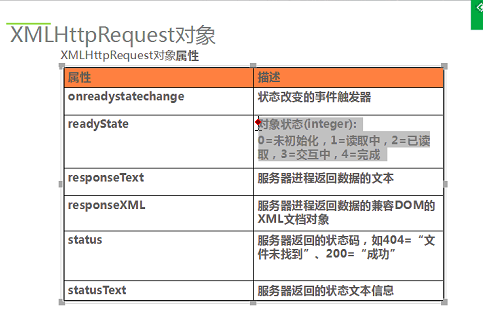 XMLHttpRequest对象
XMLHttpRequest对象属性
属性 描述
onreadystatechange 状态改变的事件触发器
readyState 对象状态(integer):
0=未初始化，1=读取中，2=已读
取，3=交互中，4=完成
responseText 服务器进程返回数据的文本
responseXML 服务器进程返回数据的兼容DOM的
XML文档对象
status 服务器返回的状态码，如404=“文
件未找到”、200=“成功”
statusText 服务器返回的状态文本信息